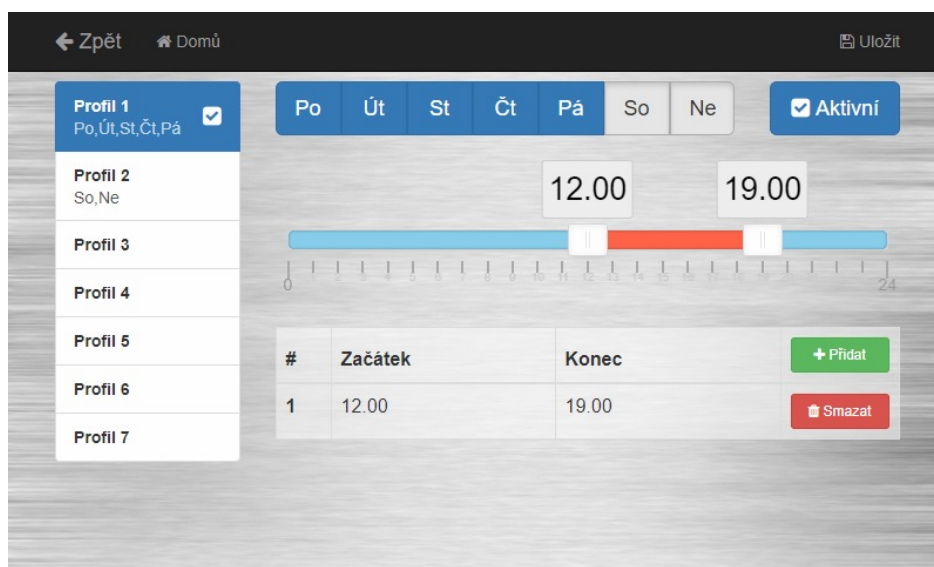 Zpět Domů Uložit
Profil 1
Po,Út,St,Čt,Pá
Profil 2
So,Ne
Profil 3
Profil 4
Profil 5
Profil 6
Profil 7
Po Út St Čt Pá So Ne Aktivní
12.00 19.00
0 24
# Začátek Konec Přidat
1 12.00 19.00 Smazat